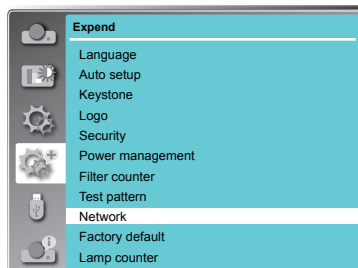 Expend
Language
Auto setup
Keystone
Logo
Security
Power management
Filter counter
Test pattern
Network
Factory default
Lamp counter